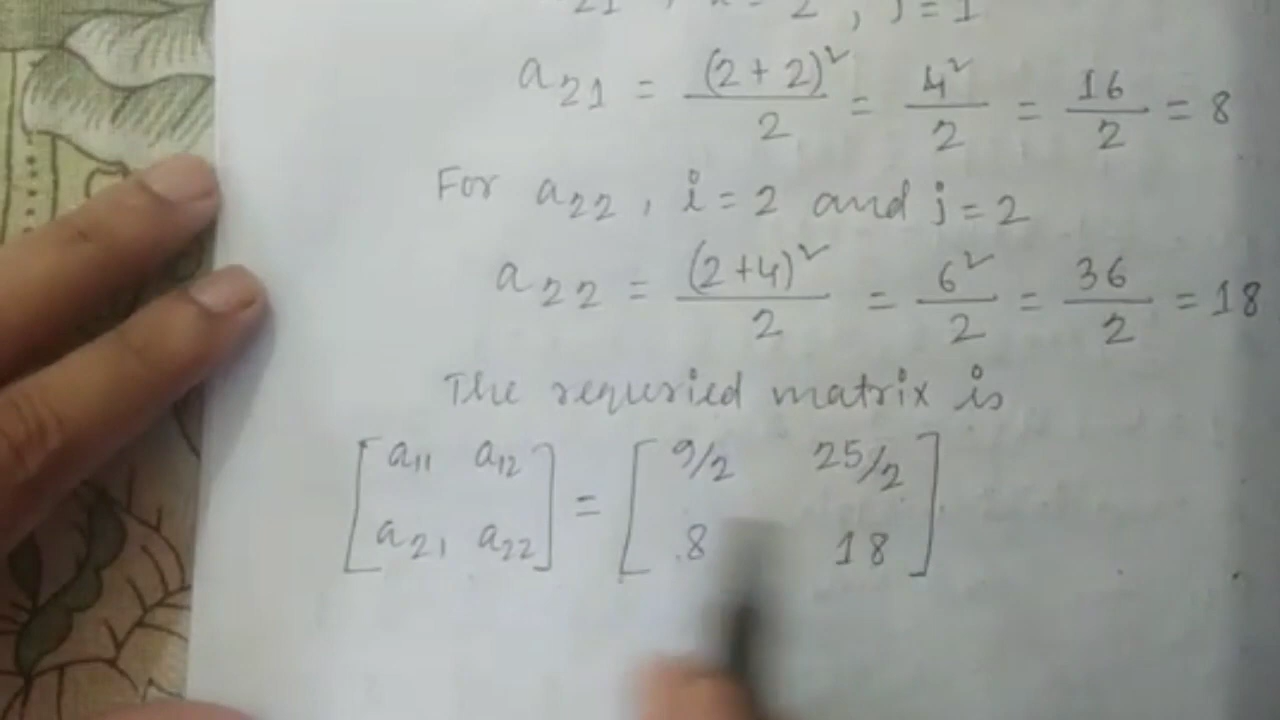 a21 = (2+2)²/2 = 4²/2 = 16/2 = 8
For a22, i=2 and j=2
a22 = (2+4)²/2 = 6²/2 = 36/2 = 18
The requried matrix is
[a11 a12] = [9/2 25/2]
[a21 a22] [8 18]